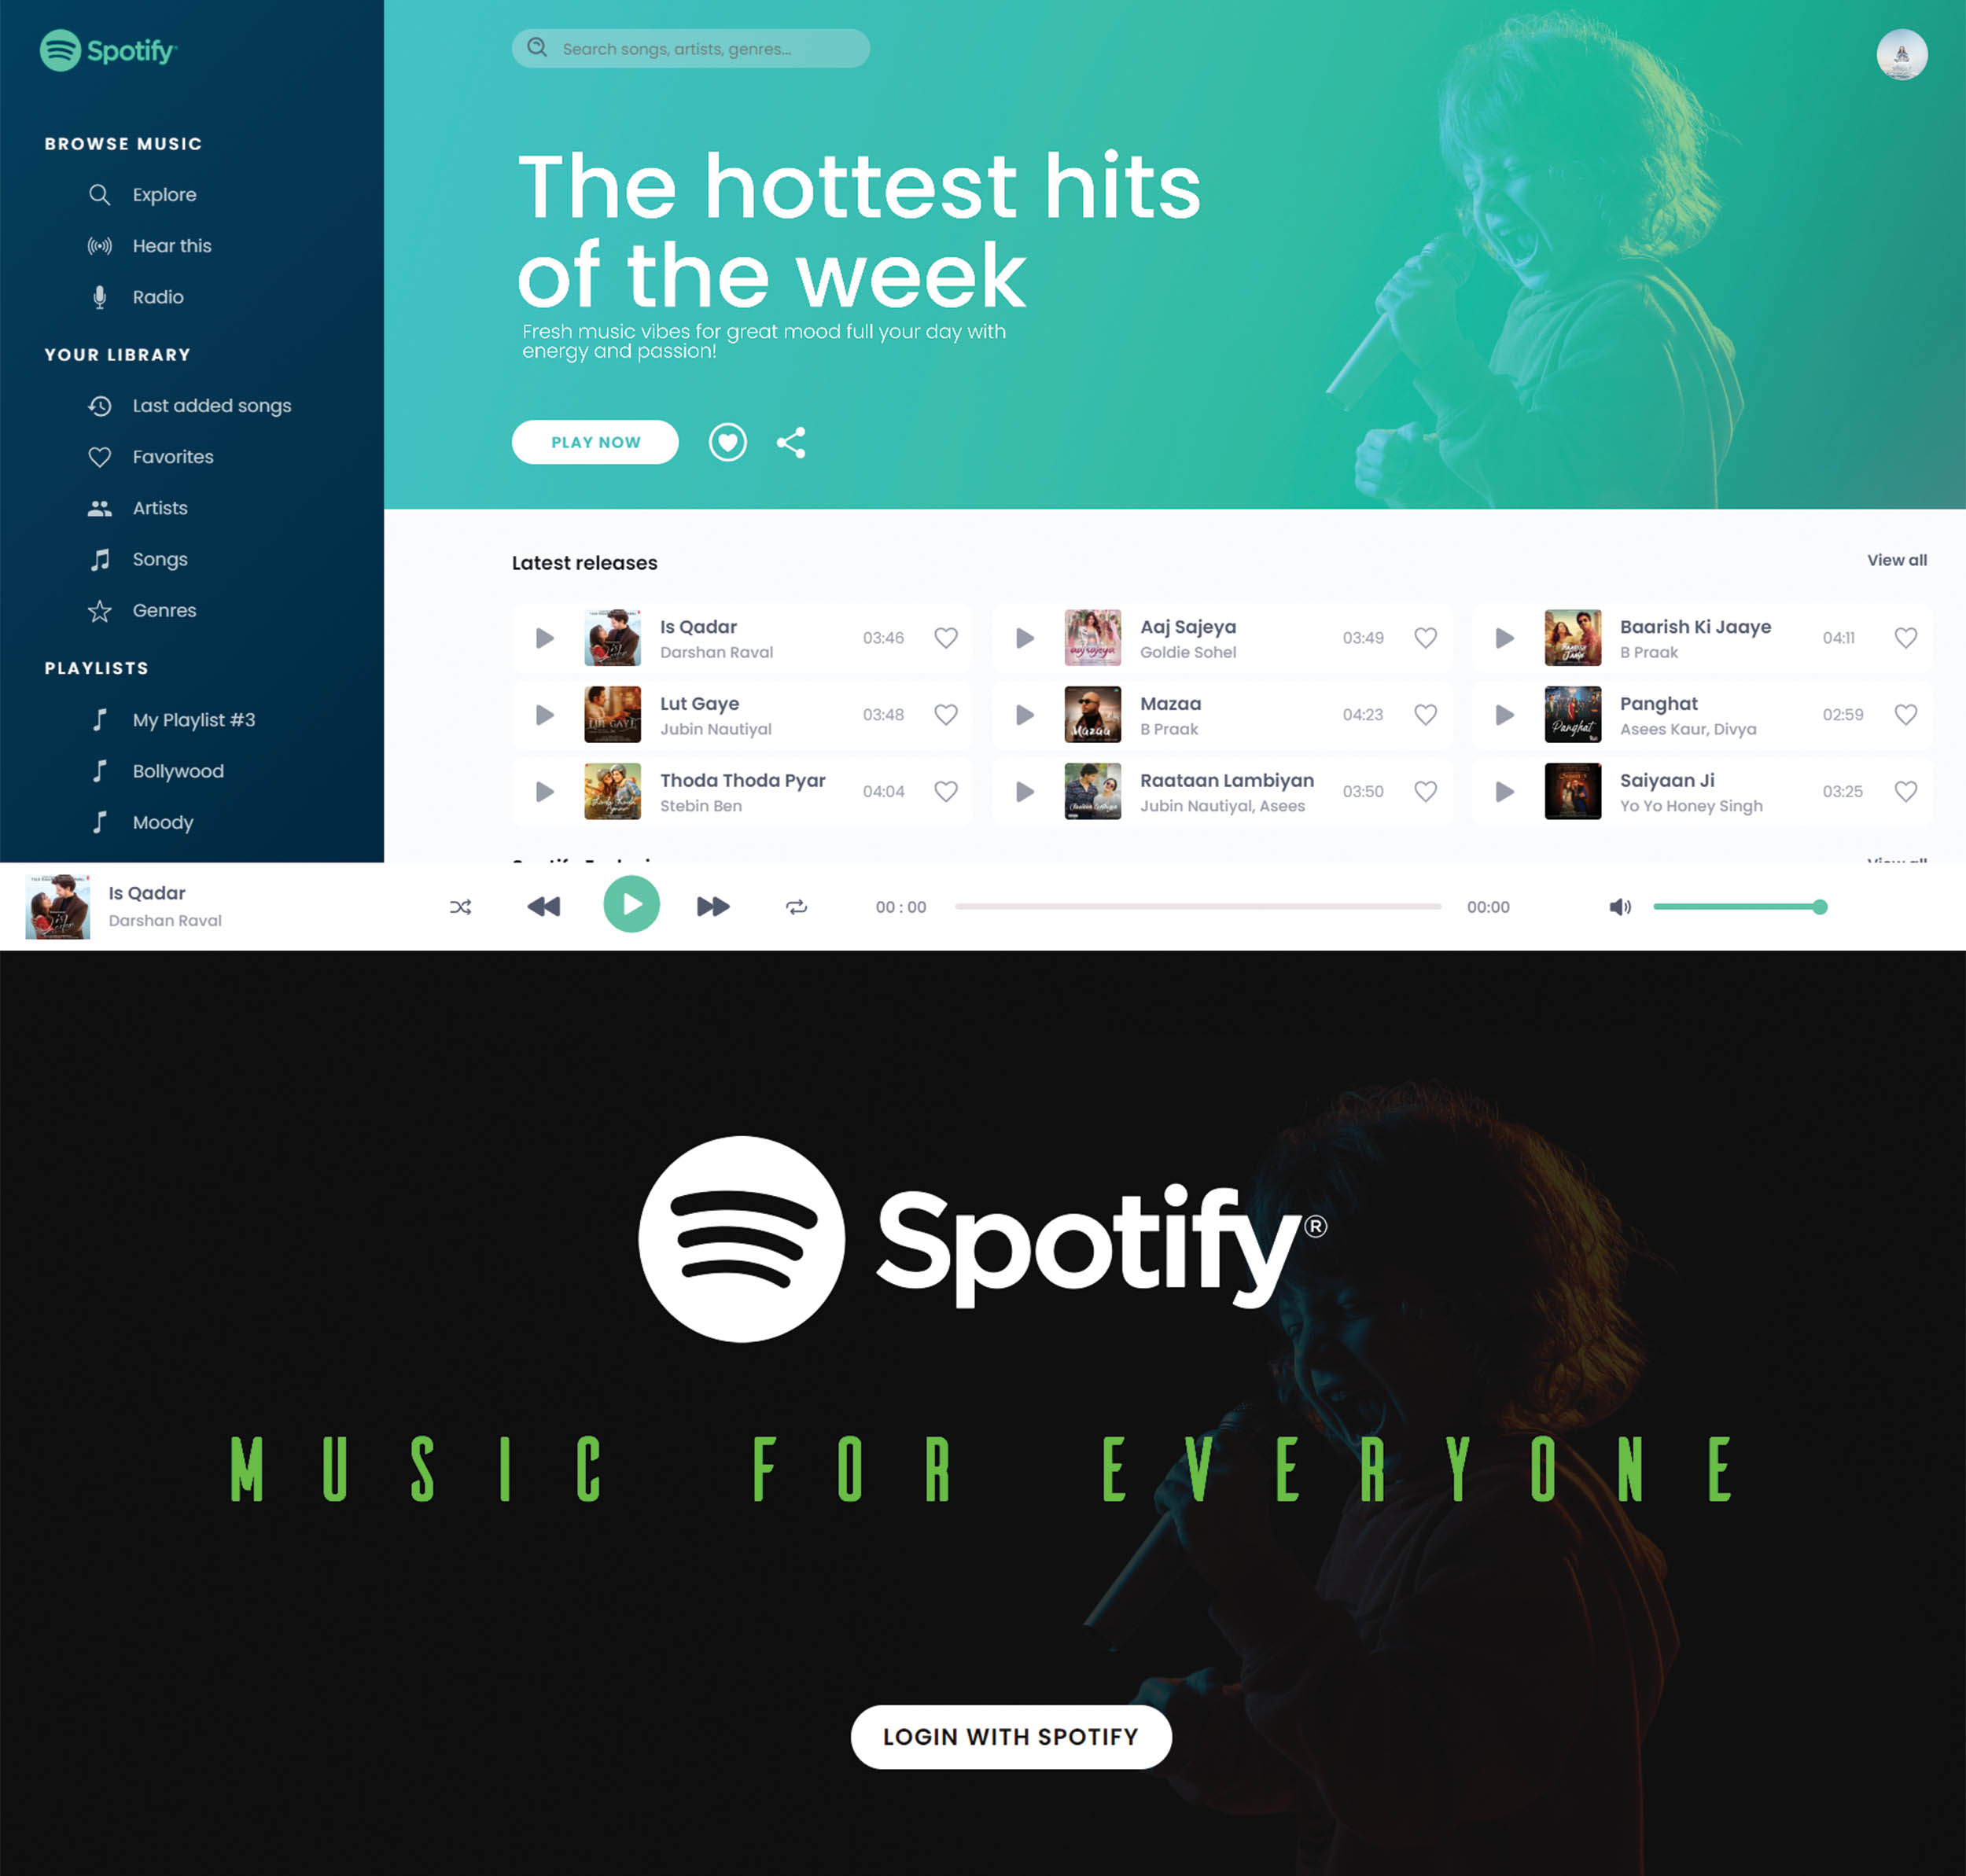 Spotify
Search songs, artists, genres...
BROWSE MUSIC
Explore
Hear this
Radio
YOUR LIBRARY
Last added songs
Favorites
Artists
Songs
Genres
PLAYLISTS
My Playlist #3
Bollywood
Moody
The hottest hits
of the week
Fresh music vibes for great mood full your day with
energy and passion!
PLAY NOW
Latest releases
View all
Is Qadar
Darshan Raval
03:46
Aaj Sajeya
Goldie Sohel
03:49
Baarish Ki Jaaye
B Praak
04:11
Lut Gaye
Jubin Nautiyal
03:48
Mazaa
B Praak
04:23
Panghat
Asees Kaur, Divya
02:59
Thoda Thoda Pyar
Stebin Ben
04:04
Raataan Lambiyan
Jubin Nautiyal, Asees
03:50
Saiyaan Ji
Yo Yo Honey Singh
03:25
LUT GAYE
Mazaa
Panghat
Is Qadar
Darshan Raval
00 : 00
00:00
Spotify®
MUSIC FOR EVERYONE
LOGIN WITH SPOTIFY